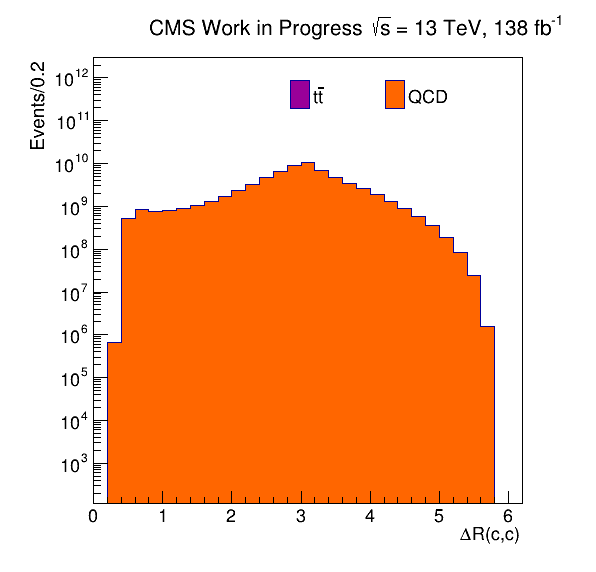 CMS Work in Progress √s = 13 TeV, 138 fb⁻¹
Events/0.2
tt̄
QCD
10¹²
10¹¹
10¹⁰
10⁹
10⁸
10⁷
10⁶
10⁵
10⁴
10³
0 1 2 3 4 5 6
ΔR(c,c)